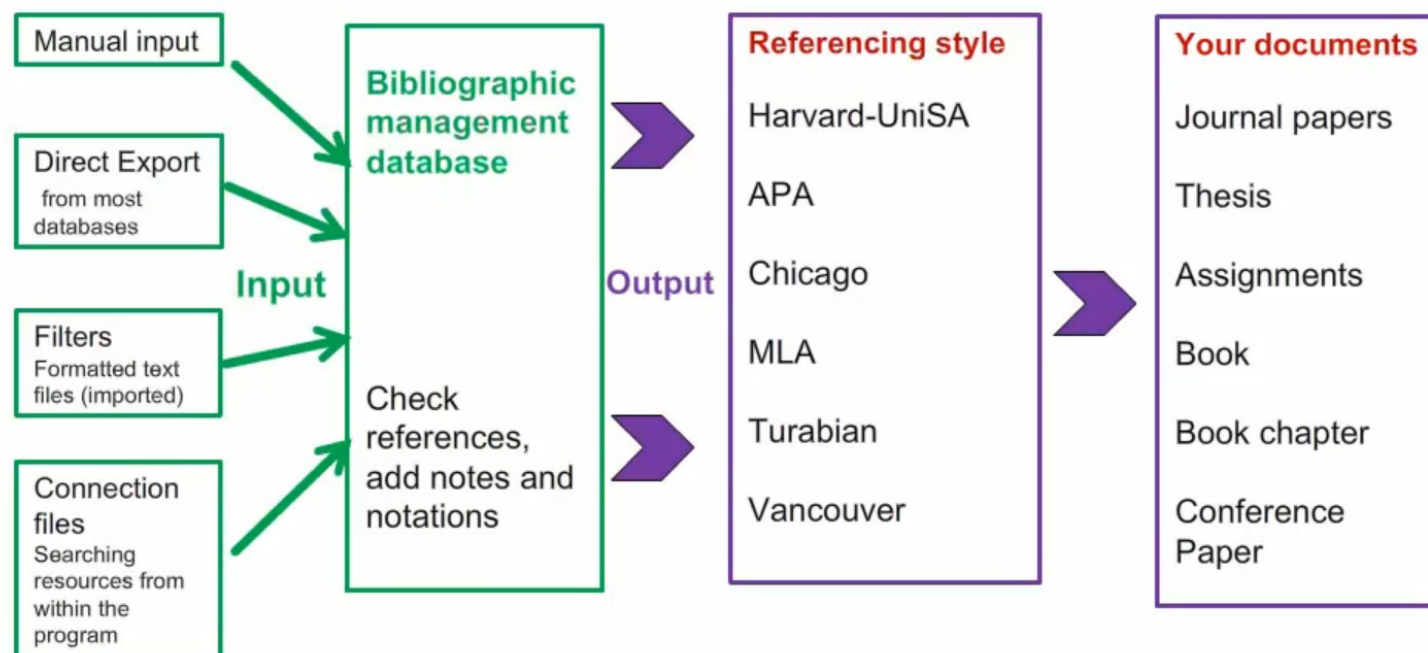 Manual input
Direct Export
from most
databases
Input
Filters
Formatted text
files (imported)
Connection
files
Searching
resources from
within the
program
Bibliographic
management
database
Check
references,
add notes and
notations
Output
Referencing style
Harvard-UniSA
APA
Chicago
MLA
Turabian
Vancouver
Your documents
Journal papers
Thesis
Assignments
Book
Book chapter
Conference
Paper